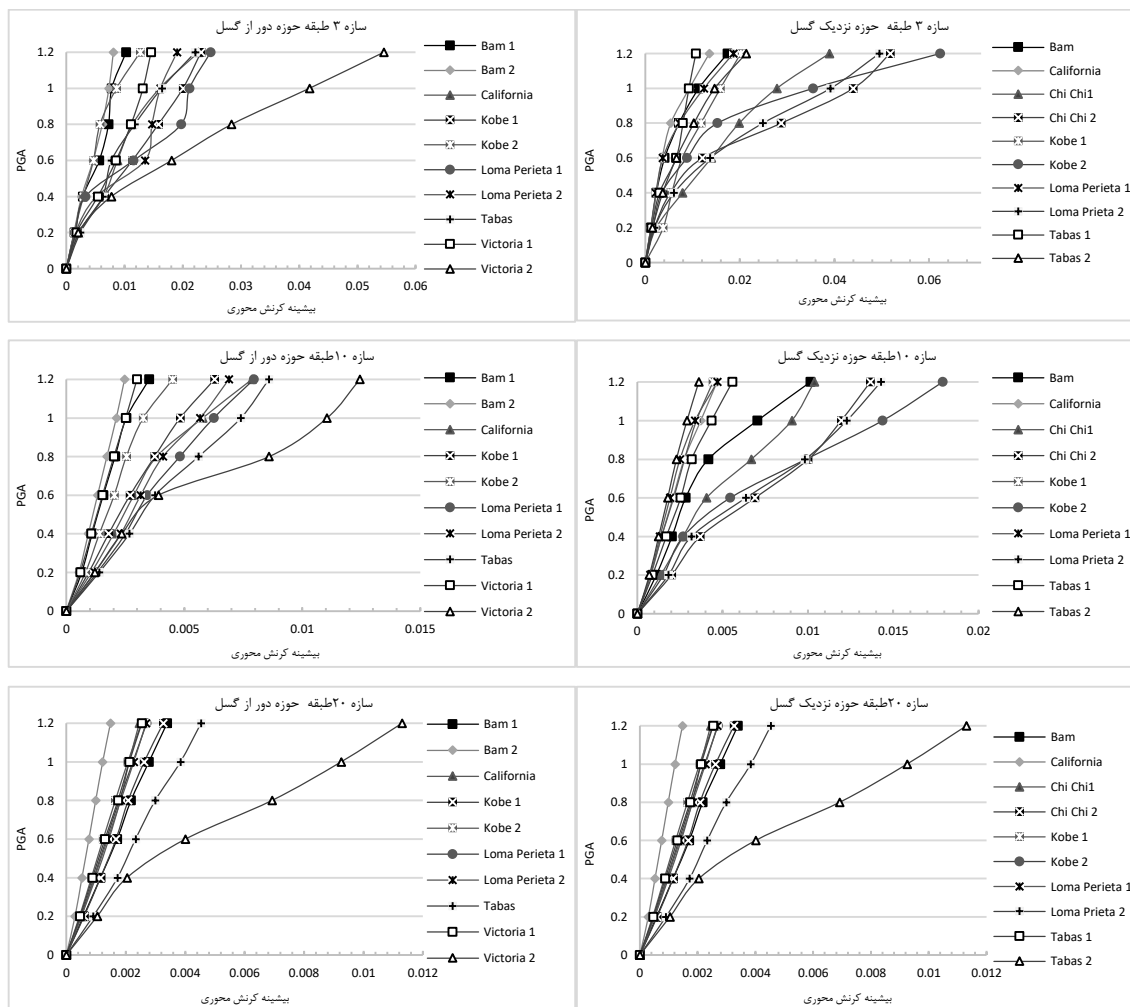 سازه ۳ طبقه حوزه دور از گسل
PGA
1.2
1
0.8
0.6
0.4
0.2
0
0 0.01 0.02 0.03 0.04 0.05 0.06
بیشینه کرنش محوری
Bam 1
Bam 2
California
Kobe 1
Kobe 2
Loma Perieta 1
Loma Perieta 2
Tabas
Victoria 1
Victoria 2
سازه ۳ طبقه حوزه نزدیک گسل
PGA
1.2
1
0.8
0.6
0.4
0.2
0
0 0.02 0.04 0.06
بیشینه کرنش محوری
Bam
California
Chi Chi1
Chi Chi 2
Kobe 1
Kobe 2
Loma Perieta 1
Loma Prieta 2
Tabas 1
Tabas 2
سازه ۱۰طبقه حوزه دور از گسل
PGA
1.2
1
0.8
0.6
0.4
0.2
0
0 0.005 0.01 0.015
بیشینه کرنش محوری
Bam 1
Bam 2
California
Kobe 1
Kobe 2
Loma Perieta 1
Loma Perieta 2
Tabas
Victoria 1
Victoria 2
سازه ۱۰طبقه حوزه نزدیک گسل
PGA
1.2
1
0.8
0.6
0.4
0.2
0
0 0.005 0.01 0.015 0.02
بیشینه کرنش محوری
Bam
California
Chi Chi1
Chi Chi 2
Kobe 1
Kobe 2
Loma Perieta 1
Loma Prieta 2
Tabas 1
Tabas 2
سازه ۲۰طبقه حوزه دور از گسل
PGA
1.2
1
0.8
0.6
0.4
0.2
0
0 0.002 0.004 0.006 0.008 0.01 0.012
بیشینه کرنش محوری
Bam 1
Bam 2
California
Kobe 1
Kobe 2
Loma Perieta 1
Loma Perieta 2
Tabas
Victoria 1
Victoria 2
سازه ۲۰طبقه حوزه نزدیک گسل
PGA
1.2
1
0.8
0.6
0.4
0.2
0
0 0.002 0.004 0.006 0.008 0.01 0.012
بیشینه کرنش محوری
Bam
California
Chi Chi1
Chi Chi 2
Kobe 1
Kobe 2
Loma Perieta 1
Loma Prieta 2
Tabas 1
Tabas 2